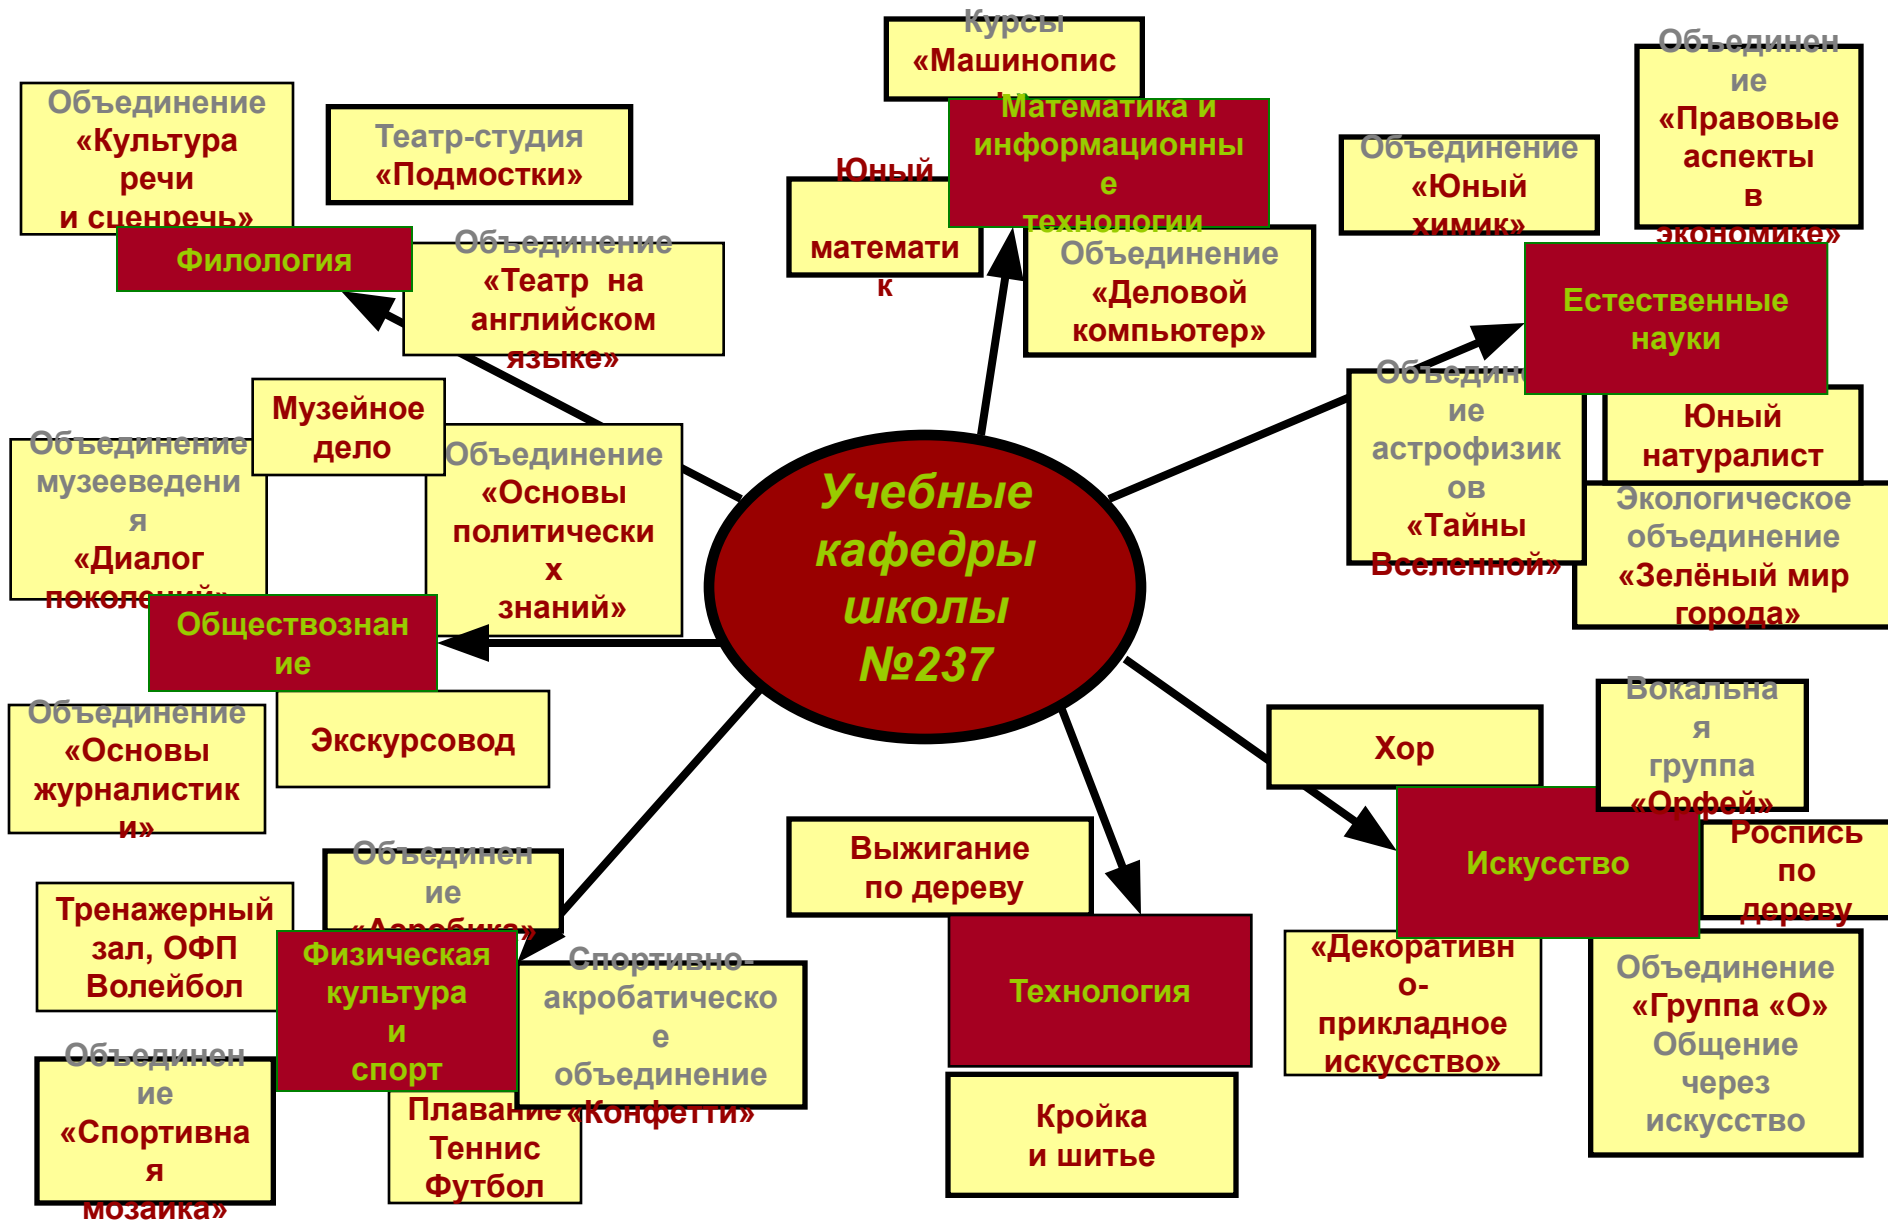 Курсы
«Машинопис
Математика и
информационны
е
технологии
Юный
математи
к
Объединение
«Деловой
компьютер»
Объединение
«Культура
речи
и сценречь»
Театр-студия
«Подмостки»
Филология
Объединение
«Театр на
английском
языке»
Объединение
«Юный
химик»
Объединен
ие
«Правовые
аспекты
в
экономике»
Естественные
науки
Объединен
ие
астрофизик
ов
«Тайны
Вселенной»
Юный
натуралист
Экологическое
объединение
«Зелёный мир
города»
Музейное
дело
Объединение
музееведени
я
«Диалог
поколений»
Объединение
«Основы
политически
х
знаний»
Обществознан
ие
Объединение
«Основы
журналистик
и»
Экскурсовод
Учебные
кафедры
школы
№237
Хор
Вокальна
я
группа
«Орфей»
Искусство
Роспись
по
дереву
«Декоративн
о-
прикладное
искусство»
Объединение
«Группа «О»
Общение
через
искусство
Выжигание
по дереву
Технология
Кройка
и шитье
Объединен
ие
«Аэробика»
Тренажерный
зал, ОФП
Волейбол
Физическая
культура
и
спорт
Спортивно-
акробатическо
е
объединение
«Конфетти»
Объединен
ие
«Спортивна
я
мозаика»
Плавание
Теннис
Футбол